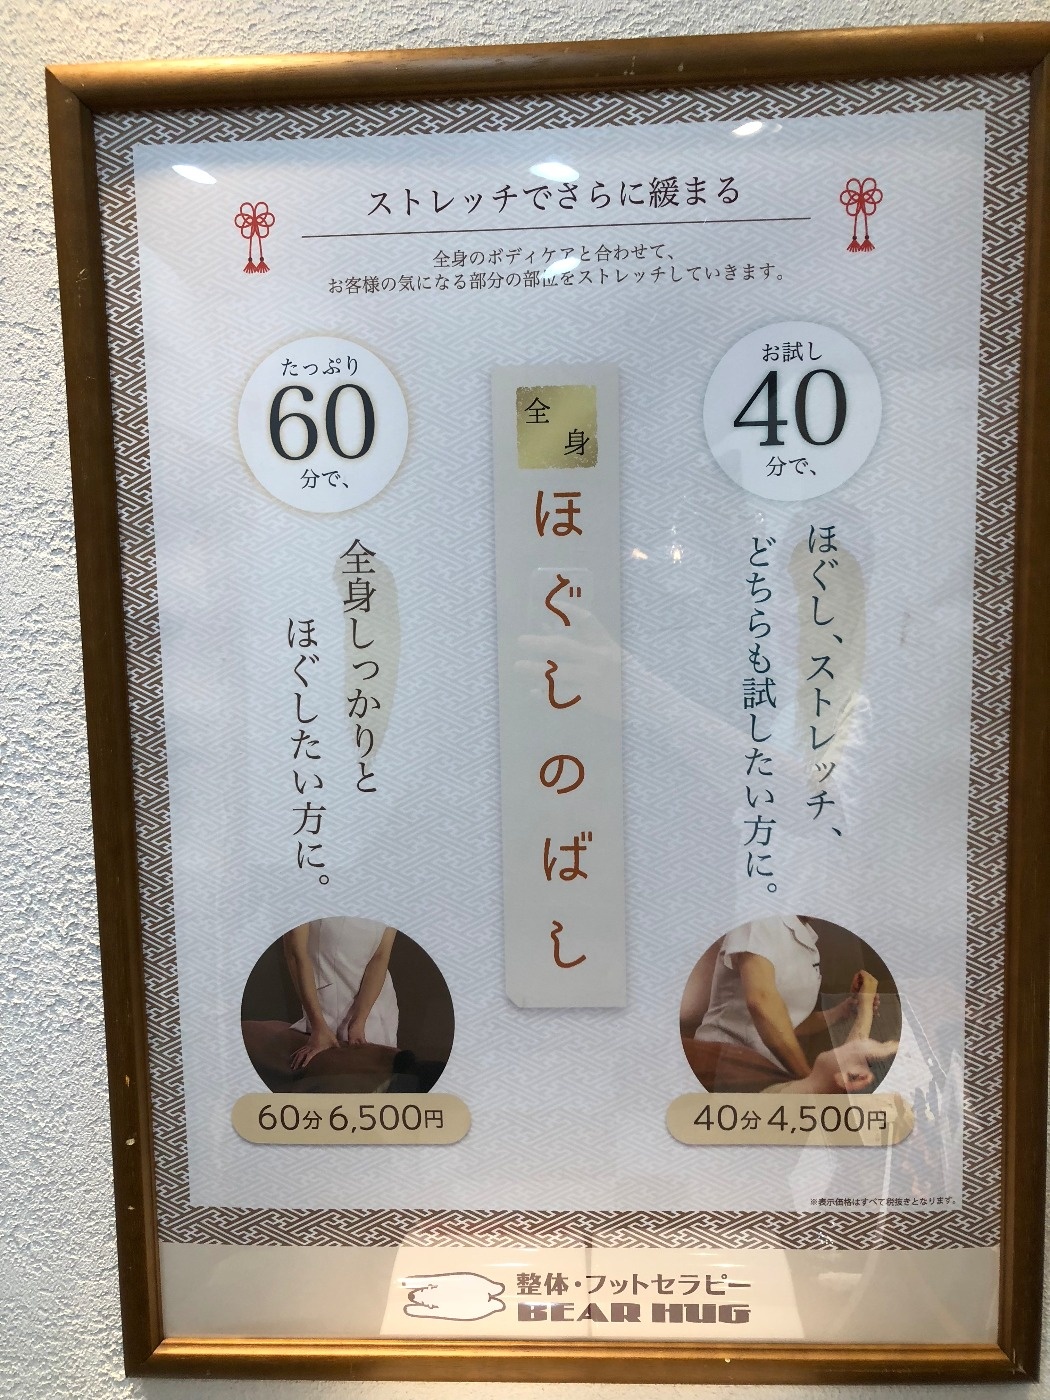 ストレッチでさらに緩まる
全身のボディケアと合わせて、
お客様の気になる部分の部位をストレッチしていきます。
お試し
40
分で、
ほぐし、ストレッチ、
どちらも試したい方に。
全身
ほぐしのばし
たっぷり
60
分で、
全身しっかりと
ほぐしたい方に。
60分6,500円
40分4,500円
※表示価格はすべて税抜きとなります。
整体・フットセラピー
BEAR HUG